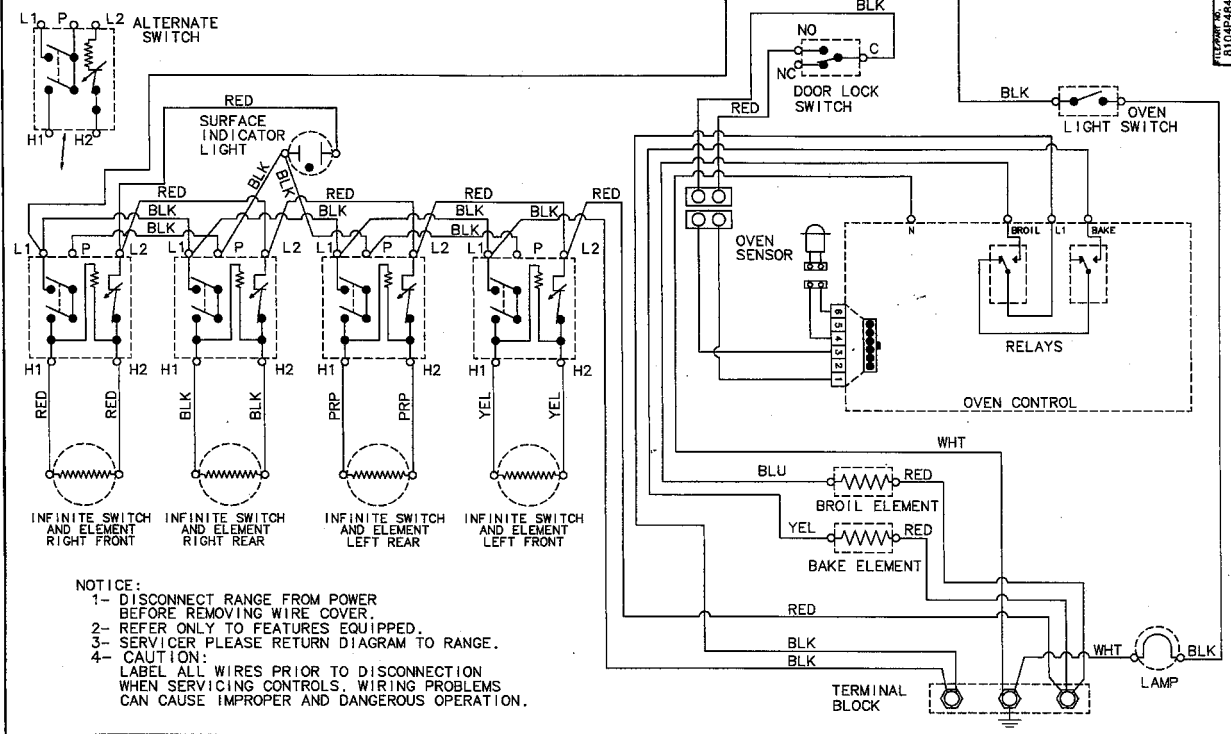 BLK
FILE/PART NO.
8104P484
L1 P L2 ALTERNATE
SWITCH
H1 H2
NO
C
NC
DOOR LOCK
SWITCH
RED
BLK
OVEN
LIGHT SWITCH
RED
SURFACE
INDICATOR
LIGHT
BLK
BLK
RED
RED
RED
RED
BLK
BLK
BLK
BLK
BLK
BLK
L1 P L2
L1 P L2
L1 P L2
L1 P L2
H1 H2
H1 H2
H1 H2
H1 H2
RED RED
BLK BLK
PRP PRP
YEL YEL
INFINITE SWITCH
AND ELEMENT
RIGHT FRONT
INFINITE SWITCH
AND ELEMENT
RIGHT REAR
INFINITE SWITCH
AND ELEMENT
LEFT REAR
INFINITE SWITCH
AND ELEMENT
LEFT FRONT
OVEN
SENSOR
N BROIL L1 BAKE
RELAYS
6
5
4
3
2
1
OVEN CONTROL
WHT
BLU RED
BROIL ELEMENT
YEL RED
BAKE ELEMENT
RED
BLK
BLK
TERMINAL
BLOCK
WHT BLK
LAMP
NOTICE:
1- DISCONNECT RANGE FROM POWER
BEFORE REMOVING WIRE COVER.
2- REFER ONLY TO FEATURES EQUIPPED.
3- SERVICER PLEASE RETURN DIAGRAM TO RANGE.
4- CAUTION:
LABEL ALL WIRES PRIOR TO DISCONNECTION
WHEN SERVICING CONTROLS. WIRING PROBLEMS
CAN CAUSE IMPROPER AND DANGEROUS OPERATION.